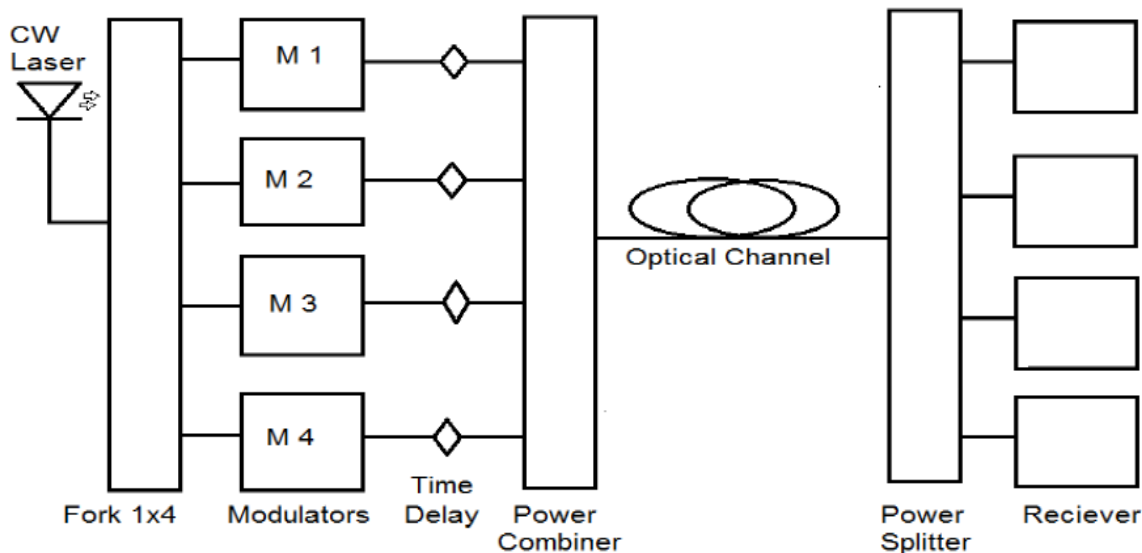 CW
Laser
M 1
M 2
M 3
M 4
Optical Channel
Fork 1x4
Modulators
Time
Delay
Power
Combiner
Power
Splitter
Reciever